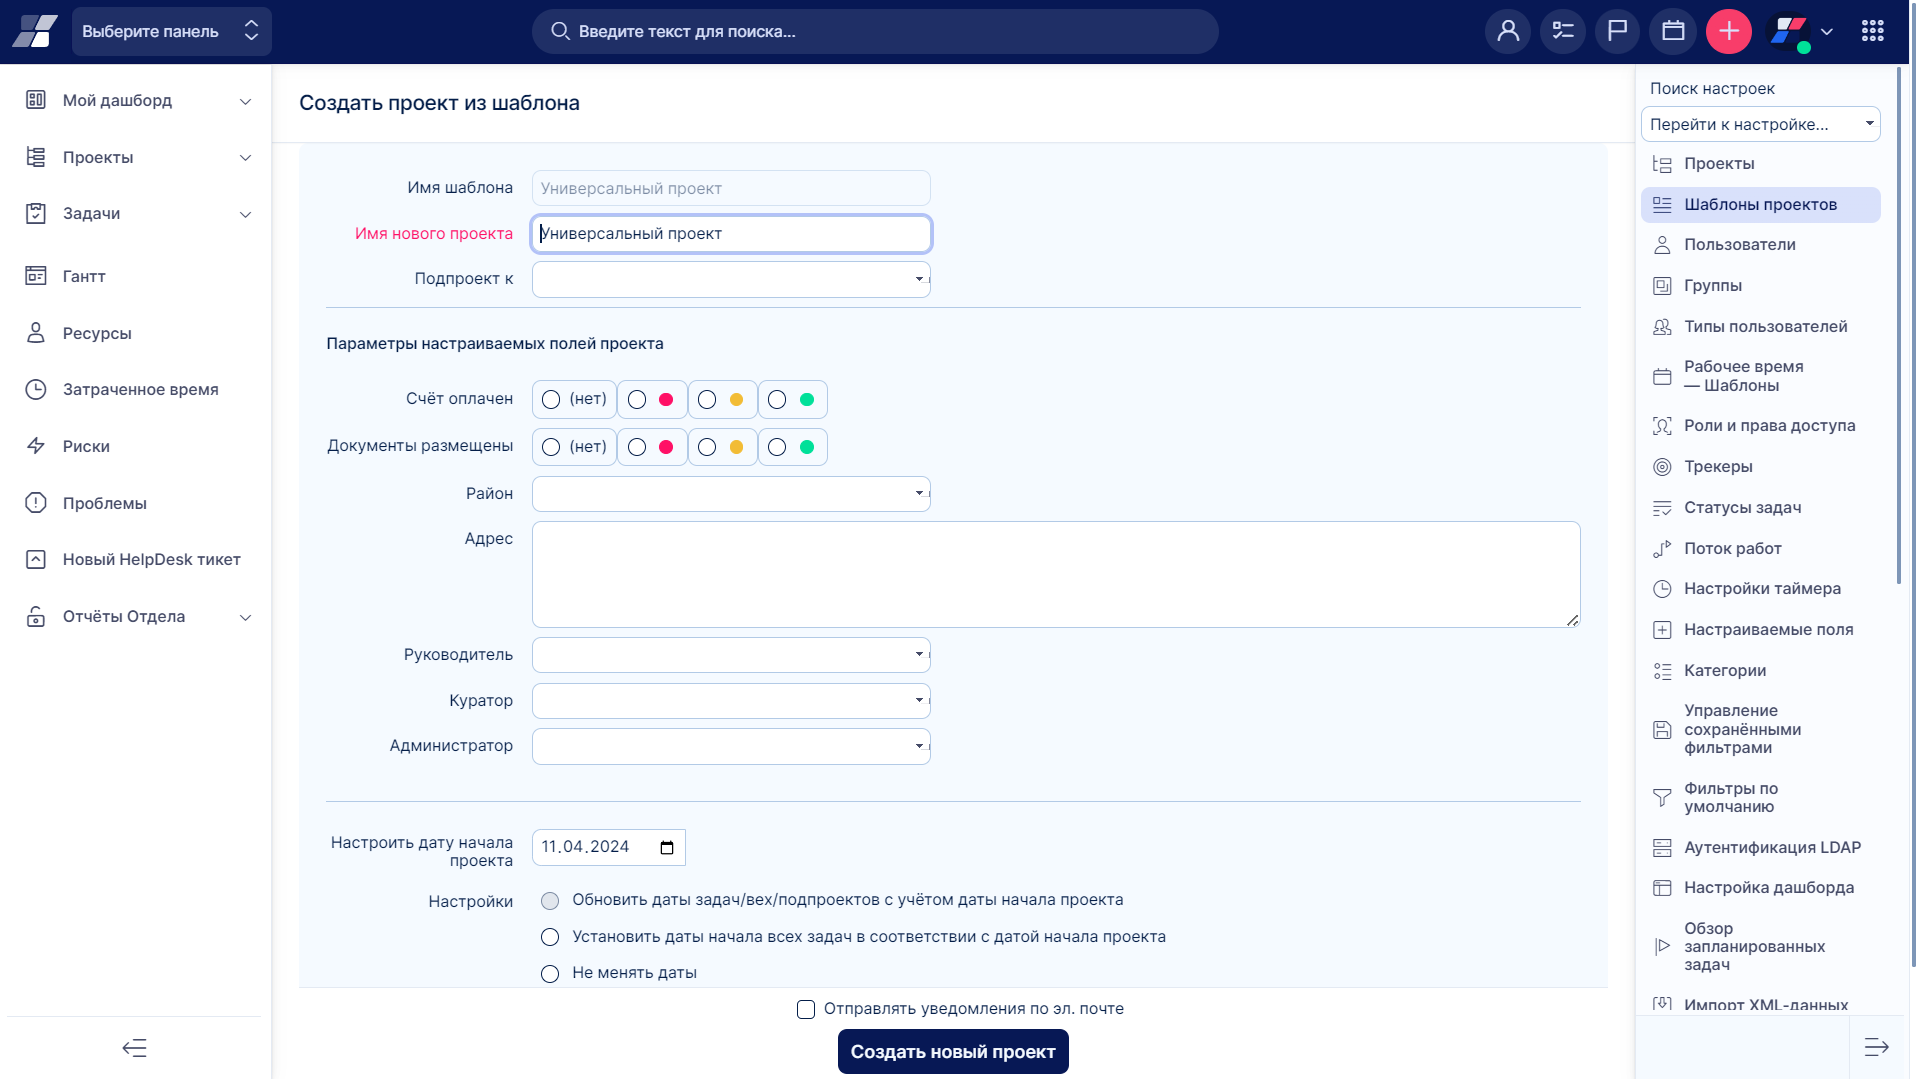 Выберите панель
Введите текст для поиска...
Мой дашборд
Проекты
Задачи
Гантт
Ресурсы
Затраченное время
Риски
Проблемы
Новый HelpDesk тикет
Отчёты Отдела
Создать проект из шаблона
Имя шаблона
Универсальный проект
Имя нового проекта
Универсальный проект
Подпроект к
Параметры настраиваемых полей проекта
Счёт оплачен
(нет)
Документы размещены
(нет)
Район
Адрес
Руководитель
Куратор
Администратор
Настроить дату начала
проекта
11.04.2024
Настройки
Обновить даты задач/вех/подпроектов с учётом даты начала проекта
Установить даты начала всех задач в соответствии с датой начала проекта
Не менять даты
Отправлять уведомления по эл. почте
Создать новый проект
Поиск настроек
Перейти к настройке...
Проекты
Шаблоны проектов
Пользователи
Группы
Типы пользователей
Рабочее время
— Шаблоны
Роли и права доступа
Трекеры
Статусы задач
Поток работ
Настройки таймера
Настраиваемые поля
Категории
Управление
сохранёнными
фильтрами
Фильтры по
умолчанию
Аутентификация LDAP
Настройка дашборда
Обзор
запланированных
задач
Импорт XML-данных